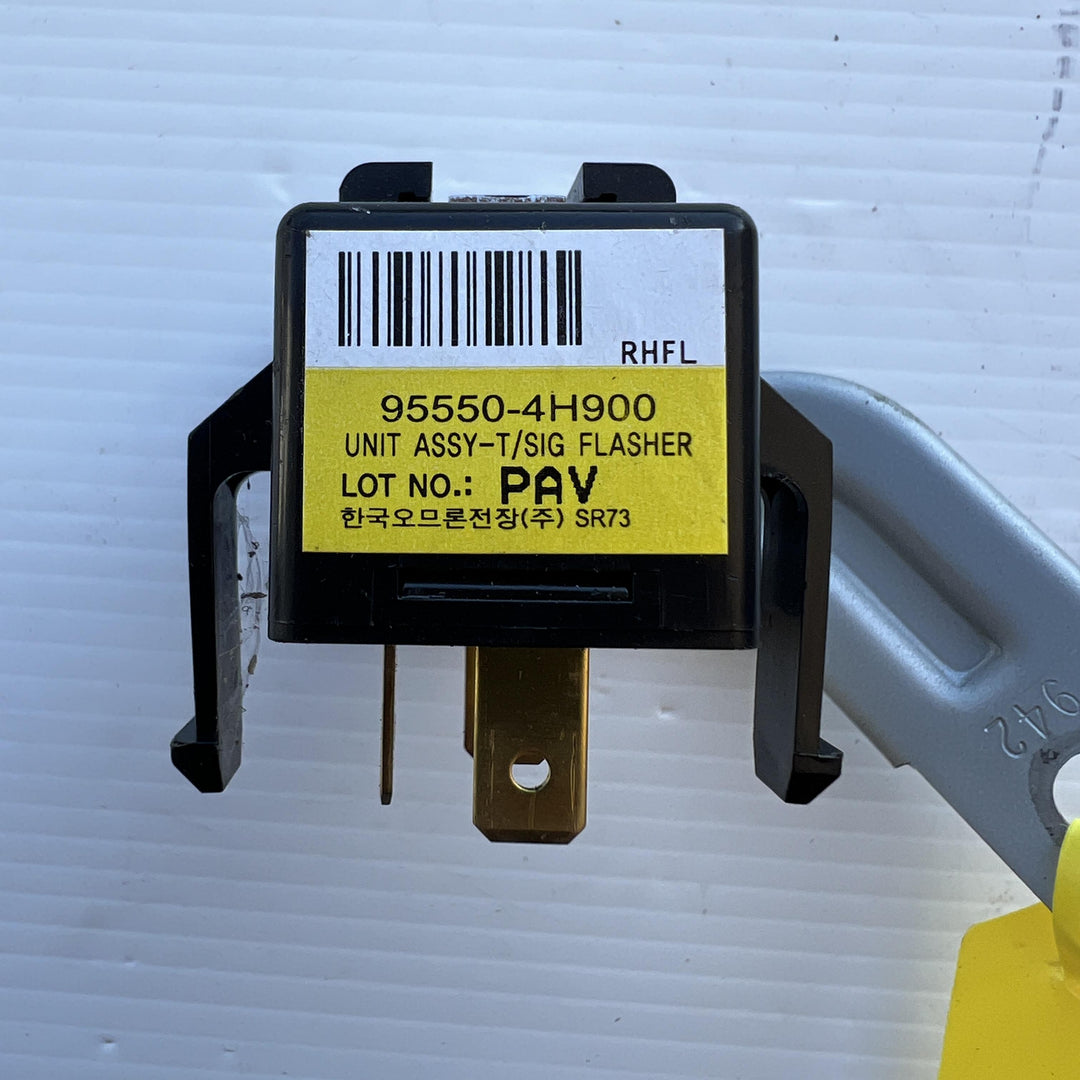 RHFL
95550-4H900
UNIT ASSY-T/SIG FLASHER
LOT NO.: PAV
한국오므론전장(주) SR73
942